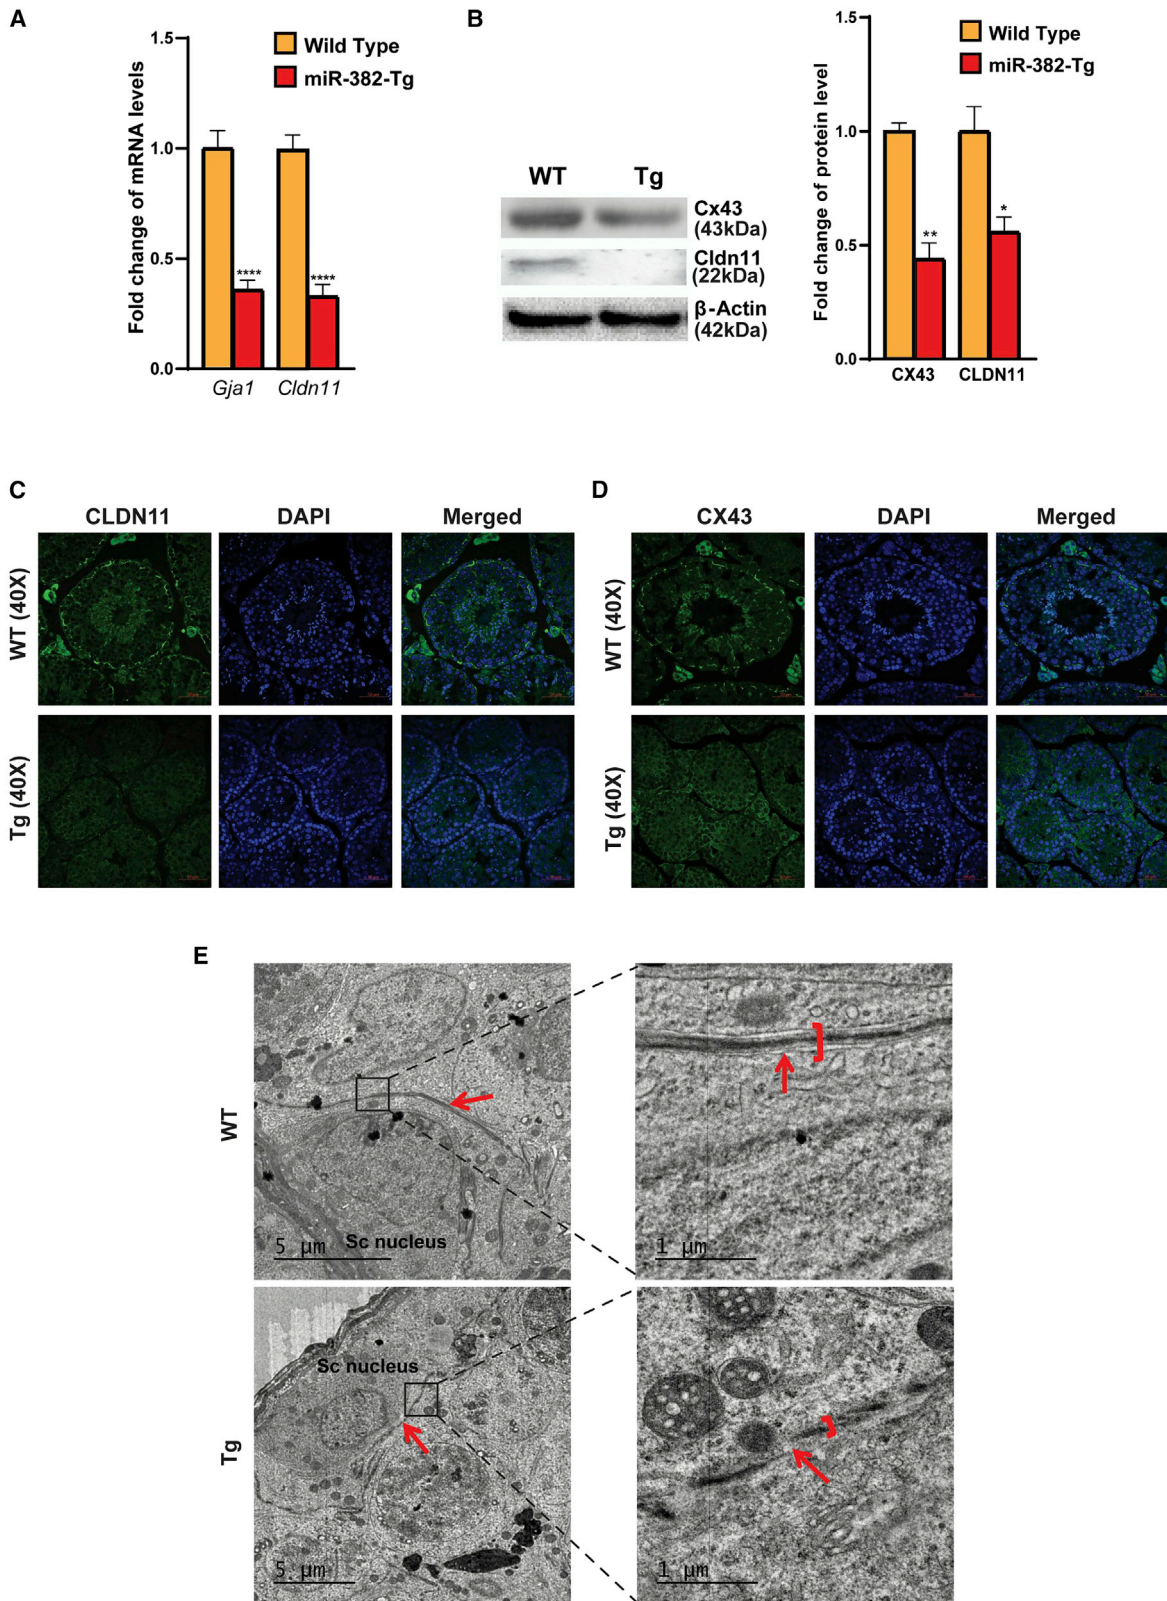 A
Fold change of mRNA levels
1.5
1.0
0.5
0.0
Wild Type
miR-382-Tg
****
****
Gja1
Cldn11
B
WT
Tg
Cx43
(43kDa)
Cldn11
(22kDa)
β-Actin
(42kDa)
Fold change of protein level
1.5
1.0
0.5
0.0
Wild Type
miR-382-Tg
**
*
CX43
CLDN11
C
CLDN11
DAPI
Merged
WT (40X)
Tg (40X)
D
CX43
DAPI
Merged
WT (40X)
Tg (40X)
E
WT
5 μm
Sc nucleus
1 μm
Tg
Sc nucleus
5 μm
1 μm